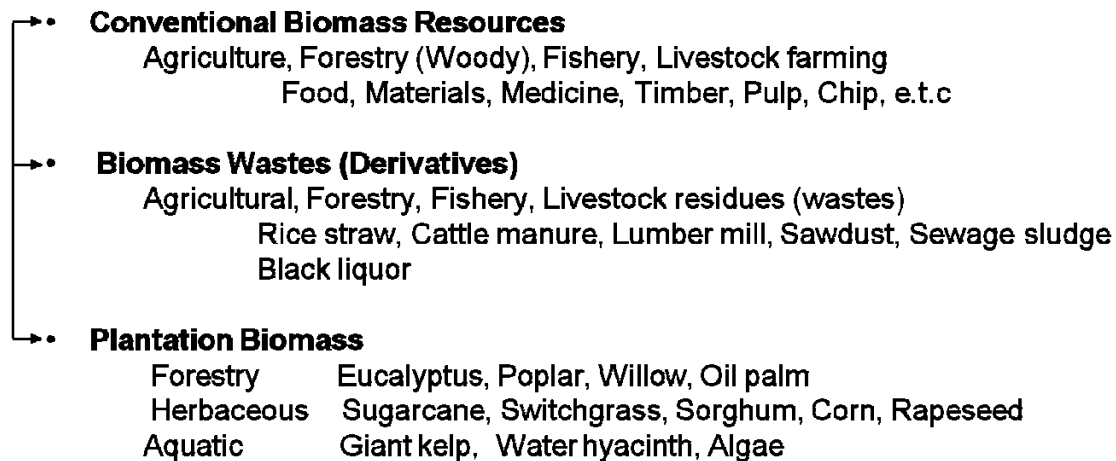 • Conventional Biomass Resources
Agriculture, Forestry (Woody), Fishery, Livestock farming
Food, Materials, Medicine, Timber, Pulp, Chip, e.t.c
• Biomass Wastes (Derivatives)
Agricultural, Forestry, Fishery, Livestock residues (wastes)
Rice straw, Cattle manure, Lumber mill, Sawdust, Sewage sludge
Black liquor
• Plantation Biomass
Forestry Eucalyptus, Poplar, Willow, Oil palm
Herbaceous Sugarcane, Switchgrass, Sorghum, Corn, Rapeseed
Aquatic Giant kelp, Water hyacinth, Algae